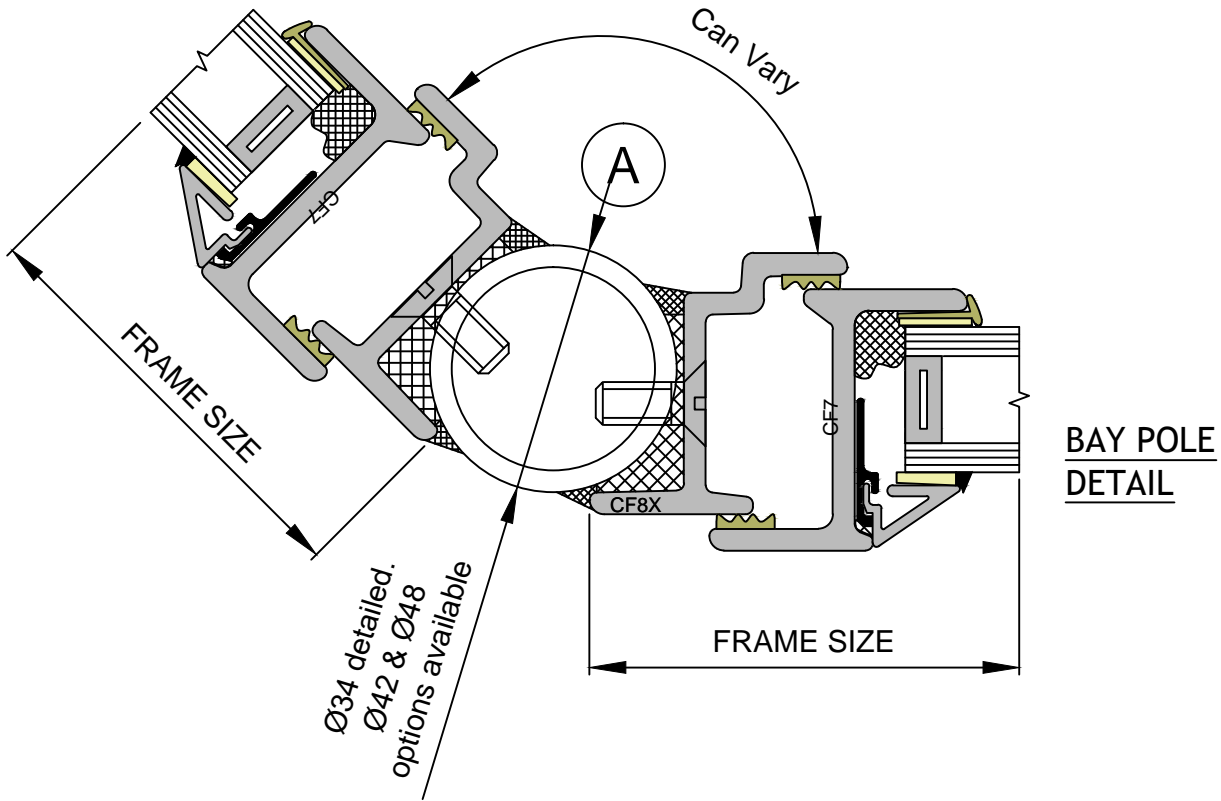 Can Vary
A
CF7
FRAME SIZE
CF7
BAY POLE
DETAIL
CF8X
FRAME SIZE
Ø34 detailed.
Ø42 & Ø48
options available